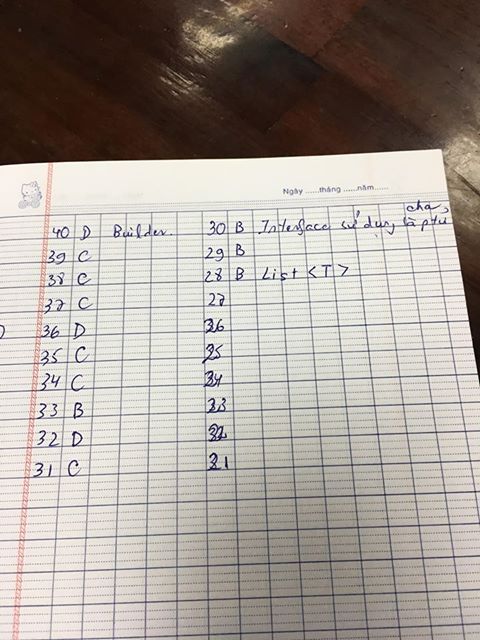 Ngày ......tháng ......năm......
40 D Builder.
39 C
38 C
37 C
36 D
35 C
34 C
33 B
32 D
31 C
cha,
30 B Interface sử dụng là
29 B
28 B List <T>
27
26
25
24
23
22
21